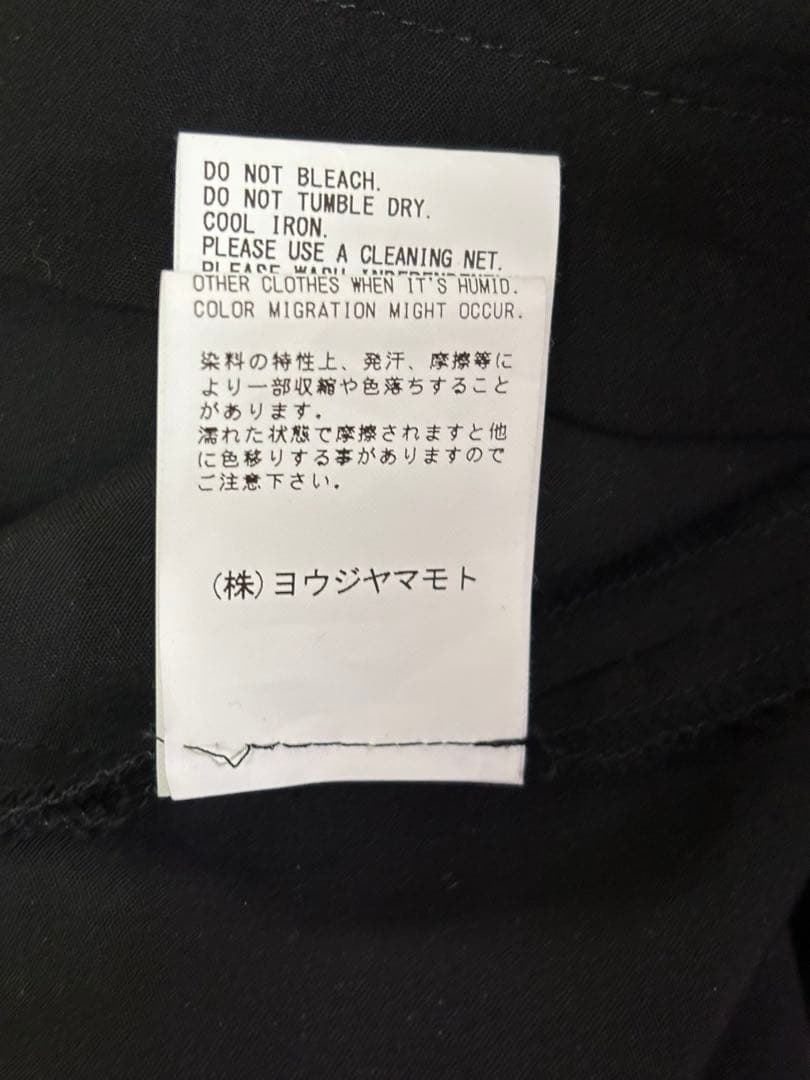 DO NOT BLEACH.
DO NOT TUMBLE DRY.
COOL IRON.
PLEASE USE A CLEANING NET.
PLEASE WASH
OTHER CLOTHES WHEN IT'S HUMID.
COLOR MIGRATION MIGHT OCCUR.
染料の特性上、発汗、摩擦等に
より一部収縮や色落ちすること
があります.
濡れた状態で摩擦されますと他
に色移りする事がありますので
ご注意下さい.
(株)ヨウジヤマモト